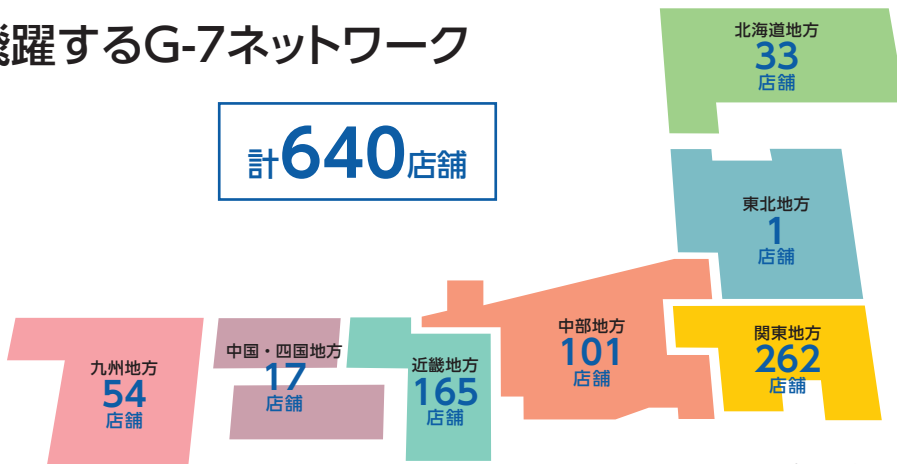 飛躍するG-7ネットワーク
計640店舗
北海道地方
33
店舗
東北地方
1
店舗
関東地方
262
店舗
中部地方
101
店舗
近畿地方
165
店舗
中国・四国地方
17
店舗
九州地方
54
店舗